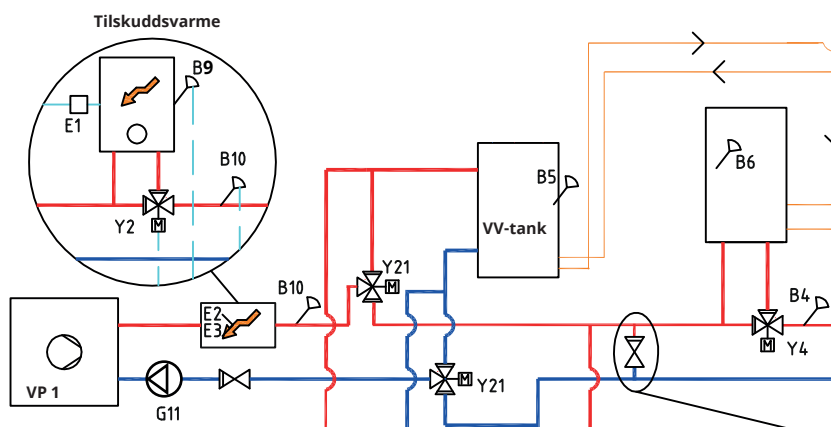 Tilskuddsvarme
B9
E1
B10
Y2
M
B5
VV-tank
B6
Y21
M
B10
E2
E3
B4
M
Y4
VP 1
G11
M
Y21